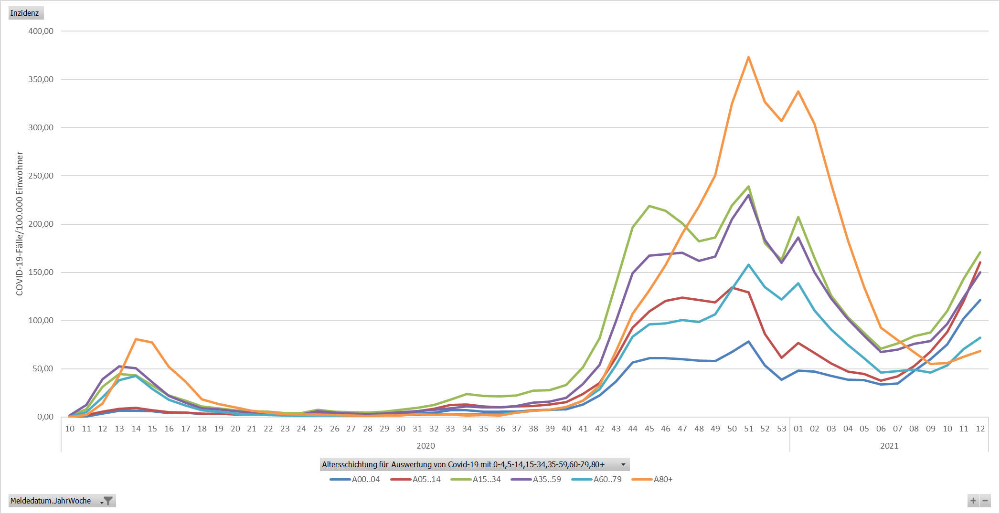 Inzidenz
COVID-19-Fälle/100.000 Einwohner
400,00
350,00
300,00
250,00
200,00
150,00
100,00
50,00
0,00
10 11 12 13 14 15 16 17 18 19 20 21 22 23 24 25 26 27 28 29 30 31 32 33 34 35 36 37 38 39 40 41 42 43 44 45 46 47 48 49 50 51 52 53 01 02 03 04 05 06 07 08 09 10 11 12
2020 2021
Altersschichtung für Auswertung von Covid-19 mit 0-4,5-14,15-34,35-59,60-79,80+
A00..04 A05..14 A15..34 A35..59 A60..79 A80+
Meldedatum.JahrWoche
+ −